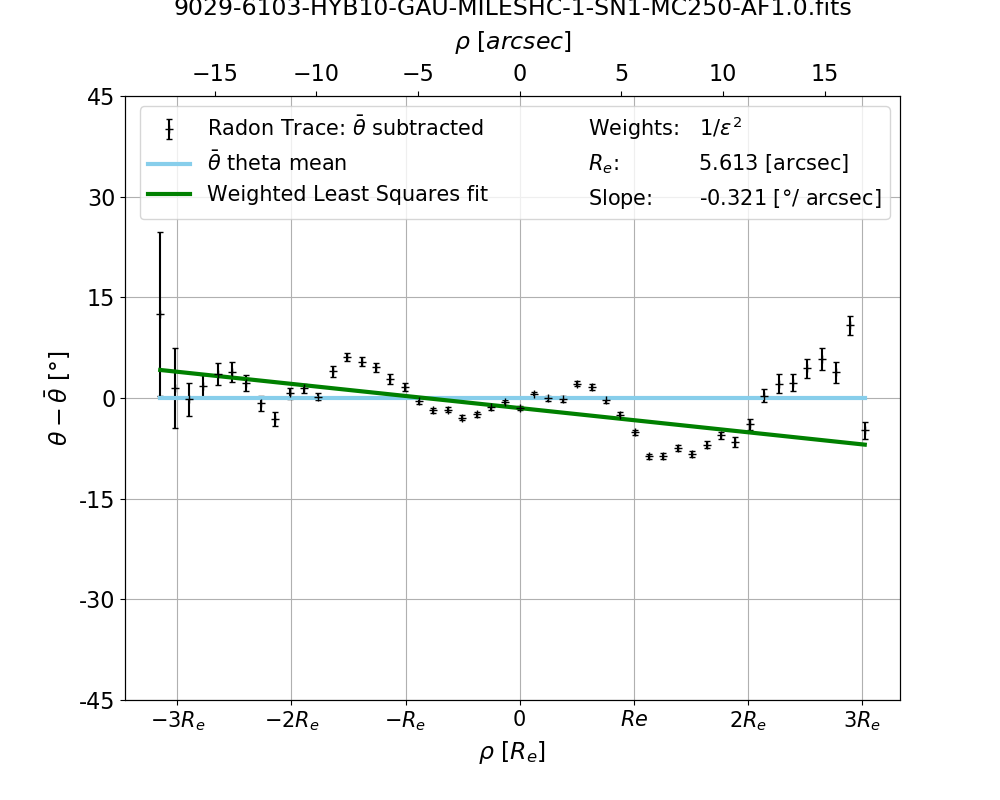 9029-6103-HYB10-GAU-MILESHC-1-SN1-MC250-AF1.0.fits
ρ [arcsec]
−15 −10 −5 0 5 10 15
45
30
15
0
-15
-30
-45
θ − θ̄ [°]
Radon Trace: θ̄ subtracted
θ̄ theta mean
Weighted Least Squares fit
Weights: 1/ε²
Rₑ: 5.613 [arcsec]
Slope: -0.321 [°/ arcsec]
−3Rₑ −2Rₑ −Rₑ 0 Re 2Rₑ 3Rₑ
ρ [Rₑ]